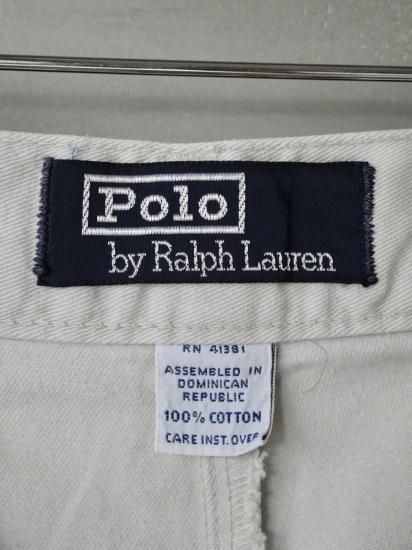 Polo
by Ralph Lauren
RN 41381
ASSEMBLED IN
DOMINICAN
REPUBLIC
100% COTTON
CARE INST. OVER